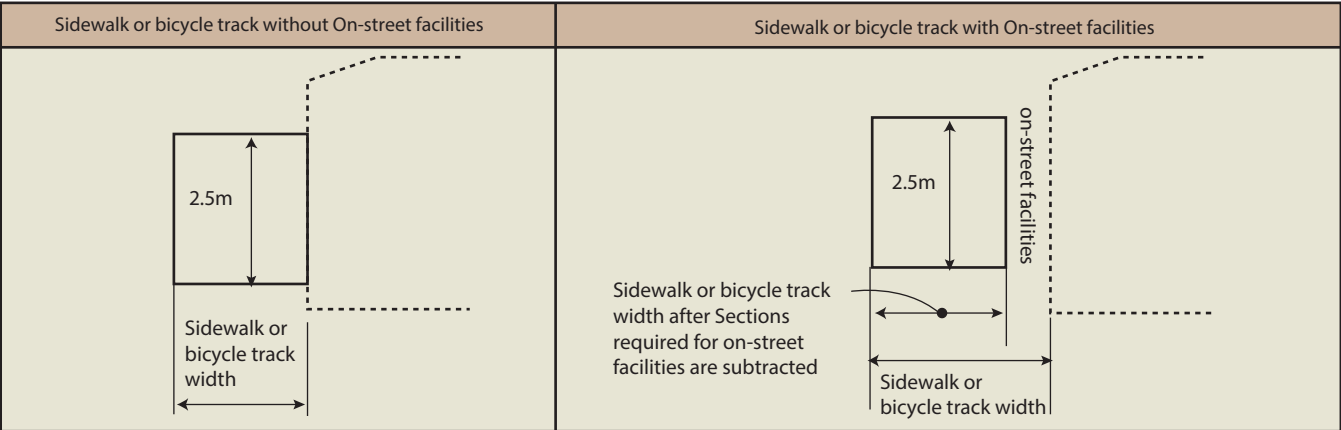 Sidewalk or bicycle track without On-street facilities
Sidewalk or bicycle track with On-street facilities
2.5m
Sidewalk or
bicycle track
width
2.5m
on-street facilities
Sidewalk or bicycle track
width after Sections
required for on-street
facilities are subtracted
Sidewalk or
bicycle track width